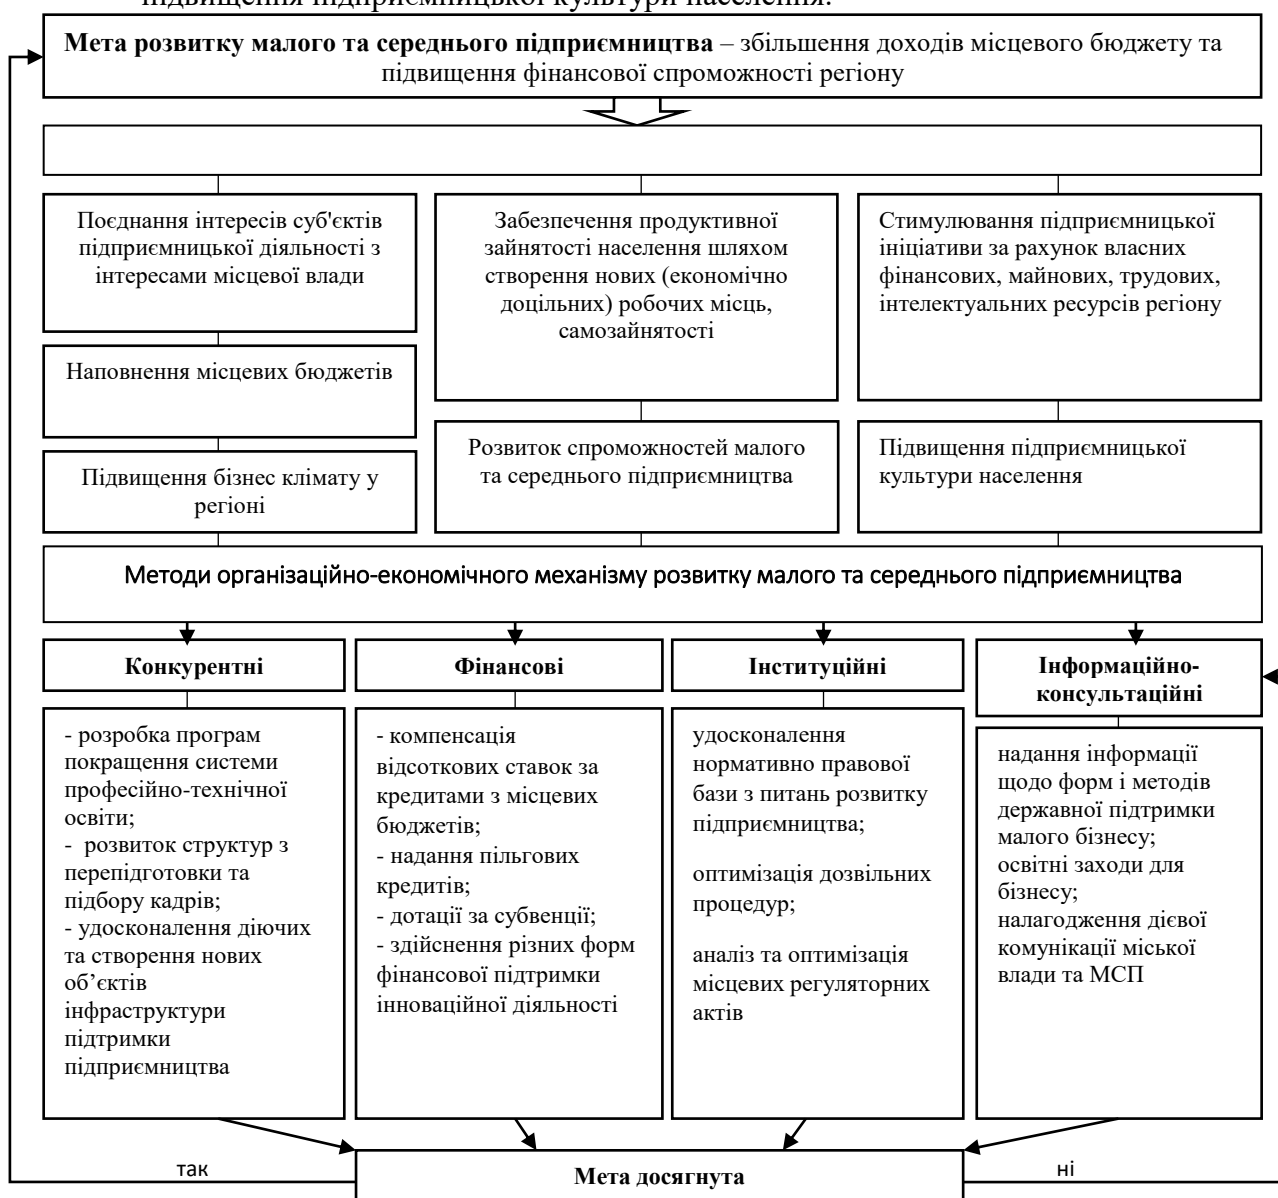 підвищення підприємницької культури населення.
Мета розвитку малого та середнього підприємництва – збільшення доходів місцевого бюджету та
підвищення фінансової спроможності регіону
Поєднання інтересів суб'єктів
підприємницької діяльності з
інтересами місцевої влади
Забезпечення продуктивної
зайнятості населення шляхом
створення нових (економічно
доцільних) робочих місць,
самозайнятості
Стимулювання підприємницької
ініціативи за рахунок власних
фінансових, майнових, трудових,
інтелектуальних ресурсів регіону
Наповнення місцевих бюджетів
Розвиток спроможностей малого
та середнього підприємництва
Підвищення підприємницької
культури населення
Підвищення бізнес клімату у
регіоні
Методи організаційно-економічного механізму розвитку малого та середнього підприємництва
Конкурентні
Фінансові
Інституційні
Інформаційно-
консультаційні
- розробка програм
покращення системи
професійно-технічної
освіти;
- розвиток структур з
перепідготовки та
підбору кадрів;
- удосконалення діючих
та створення нових
об’єктів
інфраструктури
підтримки
підприємництва
- компенсація
відсоткових ставок за
кредитами з місцевих
бюджетів;
- надання пільгових
кредитів;
- дотації за субвенції;
- здійснення різних форм
фінансової підтримки
інноваційної діяльності
удосконалення
нормативно правової
бази з питань розвитку
підприємництва;
оптимізація дозвільних
процедур;
аналіз та оптимізація
місцевих регуляторних
актів
надання інформації
щодо форм і методів
державної підтримки
малого бізнесу;
освітні заходи для
бізнесу;
налагодження дієвої
комунікації міської
влади та МСП
так
Мета досягнута
ні